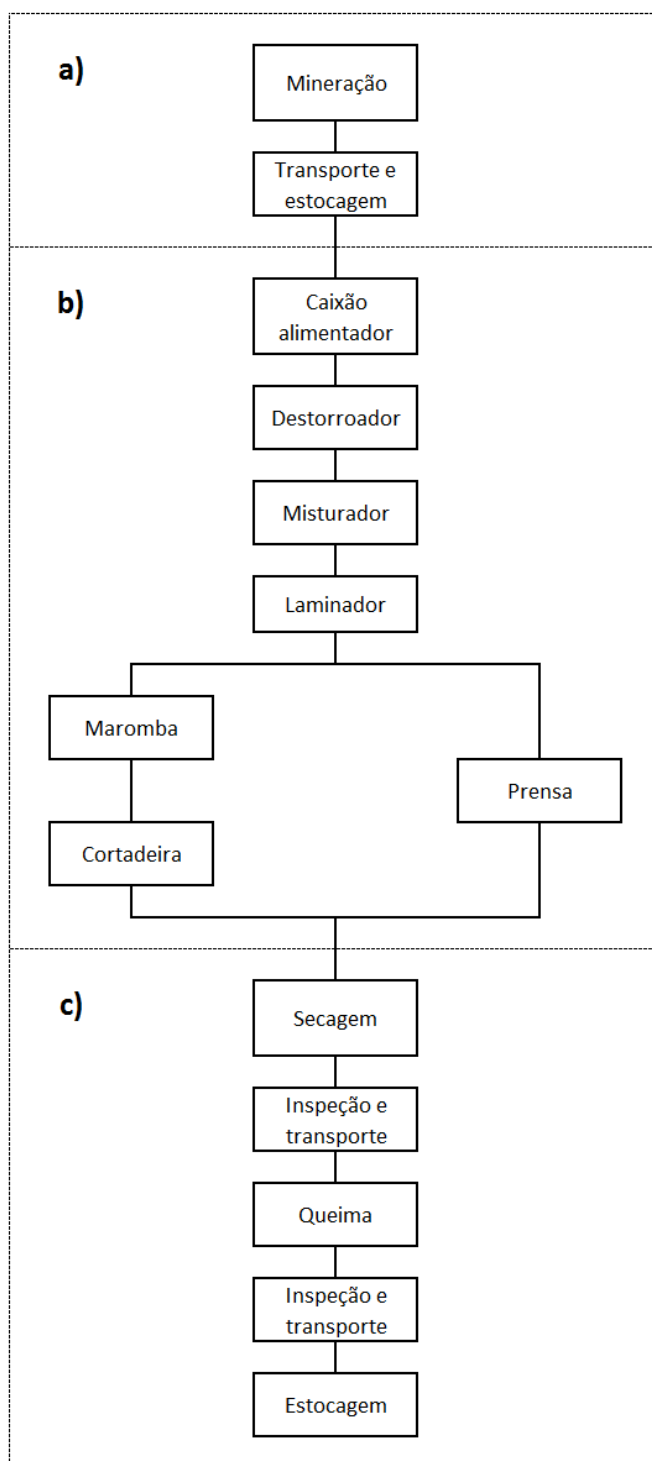 a)
Mineração
Transporte e
estocagem
b)
Caixão
alimentador
Destorroador
Misturador
Laminador
Maromba
Prensa
Cortadeira
c)
Secagem
Inspeção e
transporte
Queima
Inspeção e
transporte
Estocagem